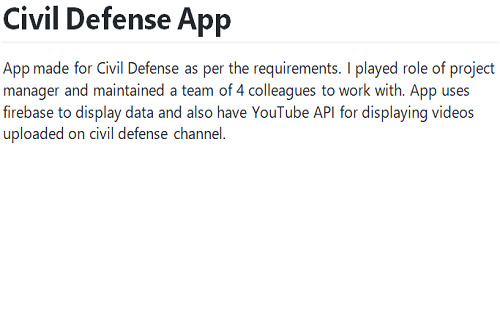 Civil Defense App
App made for Civil Defense as per the requirements. I played role of project
manager and maintained a team of 4 colleagues to work with. App uses
firebase to display data and also have YouTube API for displaying videos
uploaded on civil defense channel.